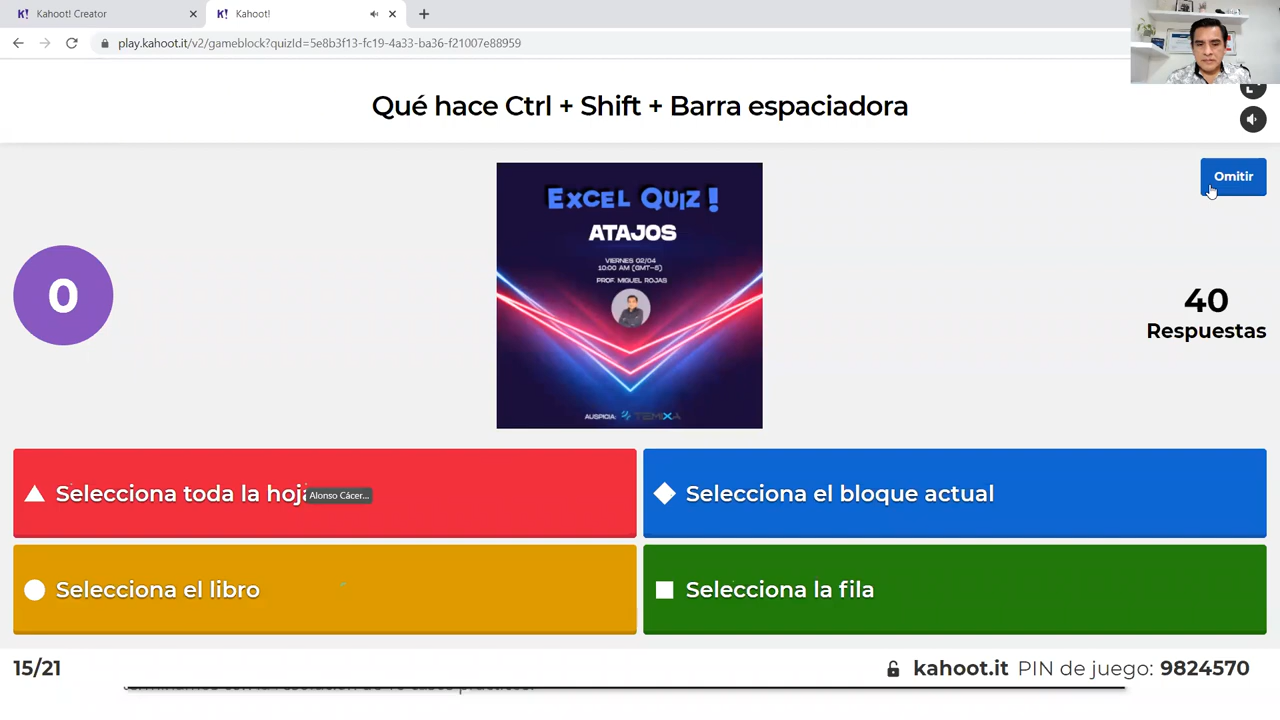 Kahoot! Creator
Kahoot!
play.kahoot.it/v2/gameblock?quizId=5e8b3f13-fc19-4a33-ba36-f21007e88959
Qué hace Ctrl + Shift + Barra espaciadora
Omitir
EXCEL QUIZ!
ATAJOS
VIERNES 02/04
10:00 AM (GMT-5)
PROF. MIGUEL ROJAS
AUSPICIA: TEMIXA
0
40
Respuestas
Selecciona toda la hoja
Alonso Cácer...
Selecciona el bloque actual
Selecciona el libro
Selecciona la fila
15/21
kahoot.it PIN de juego: 9824570